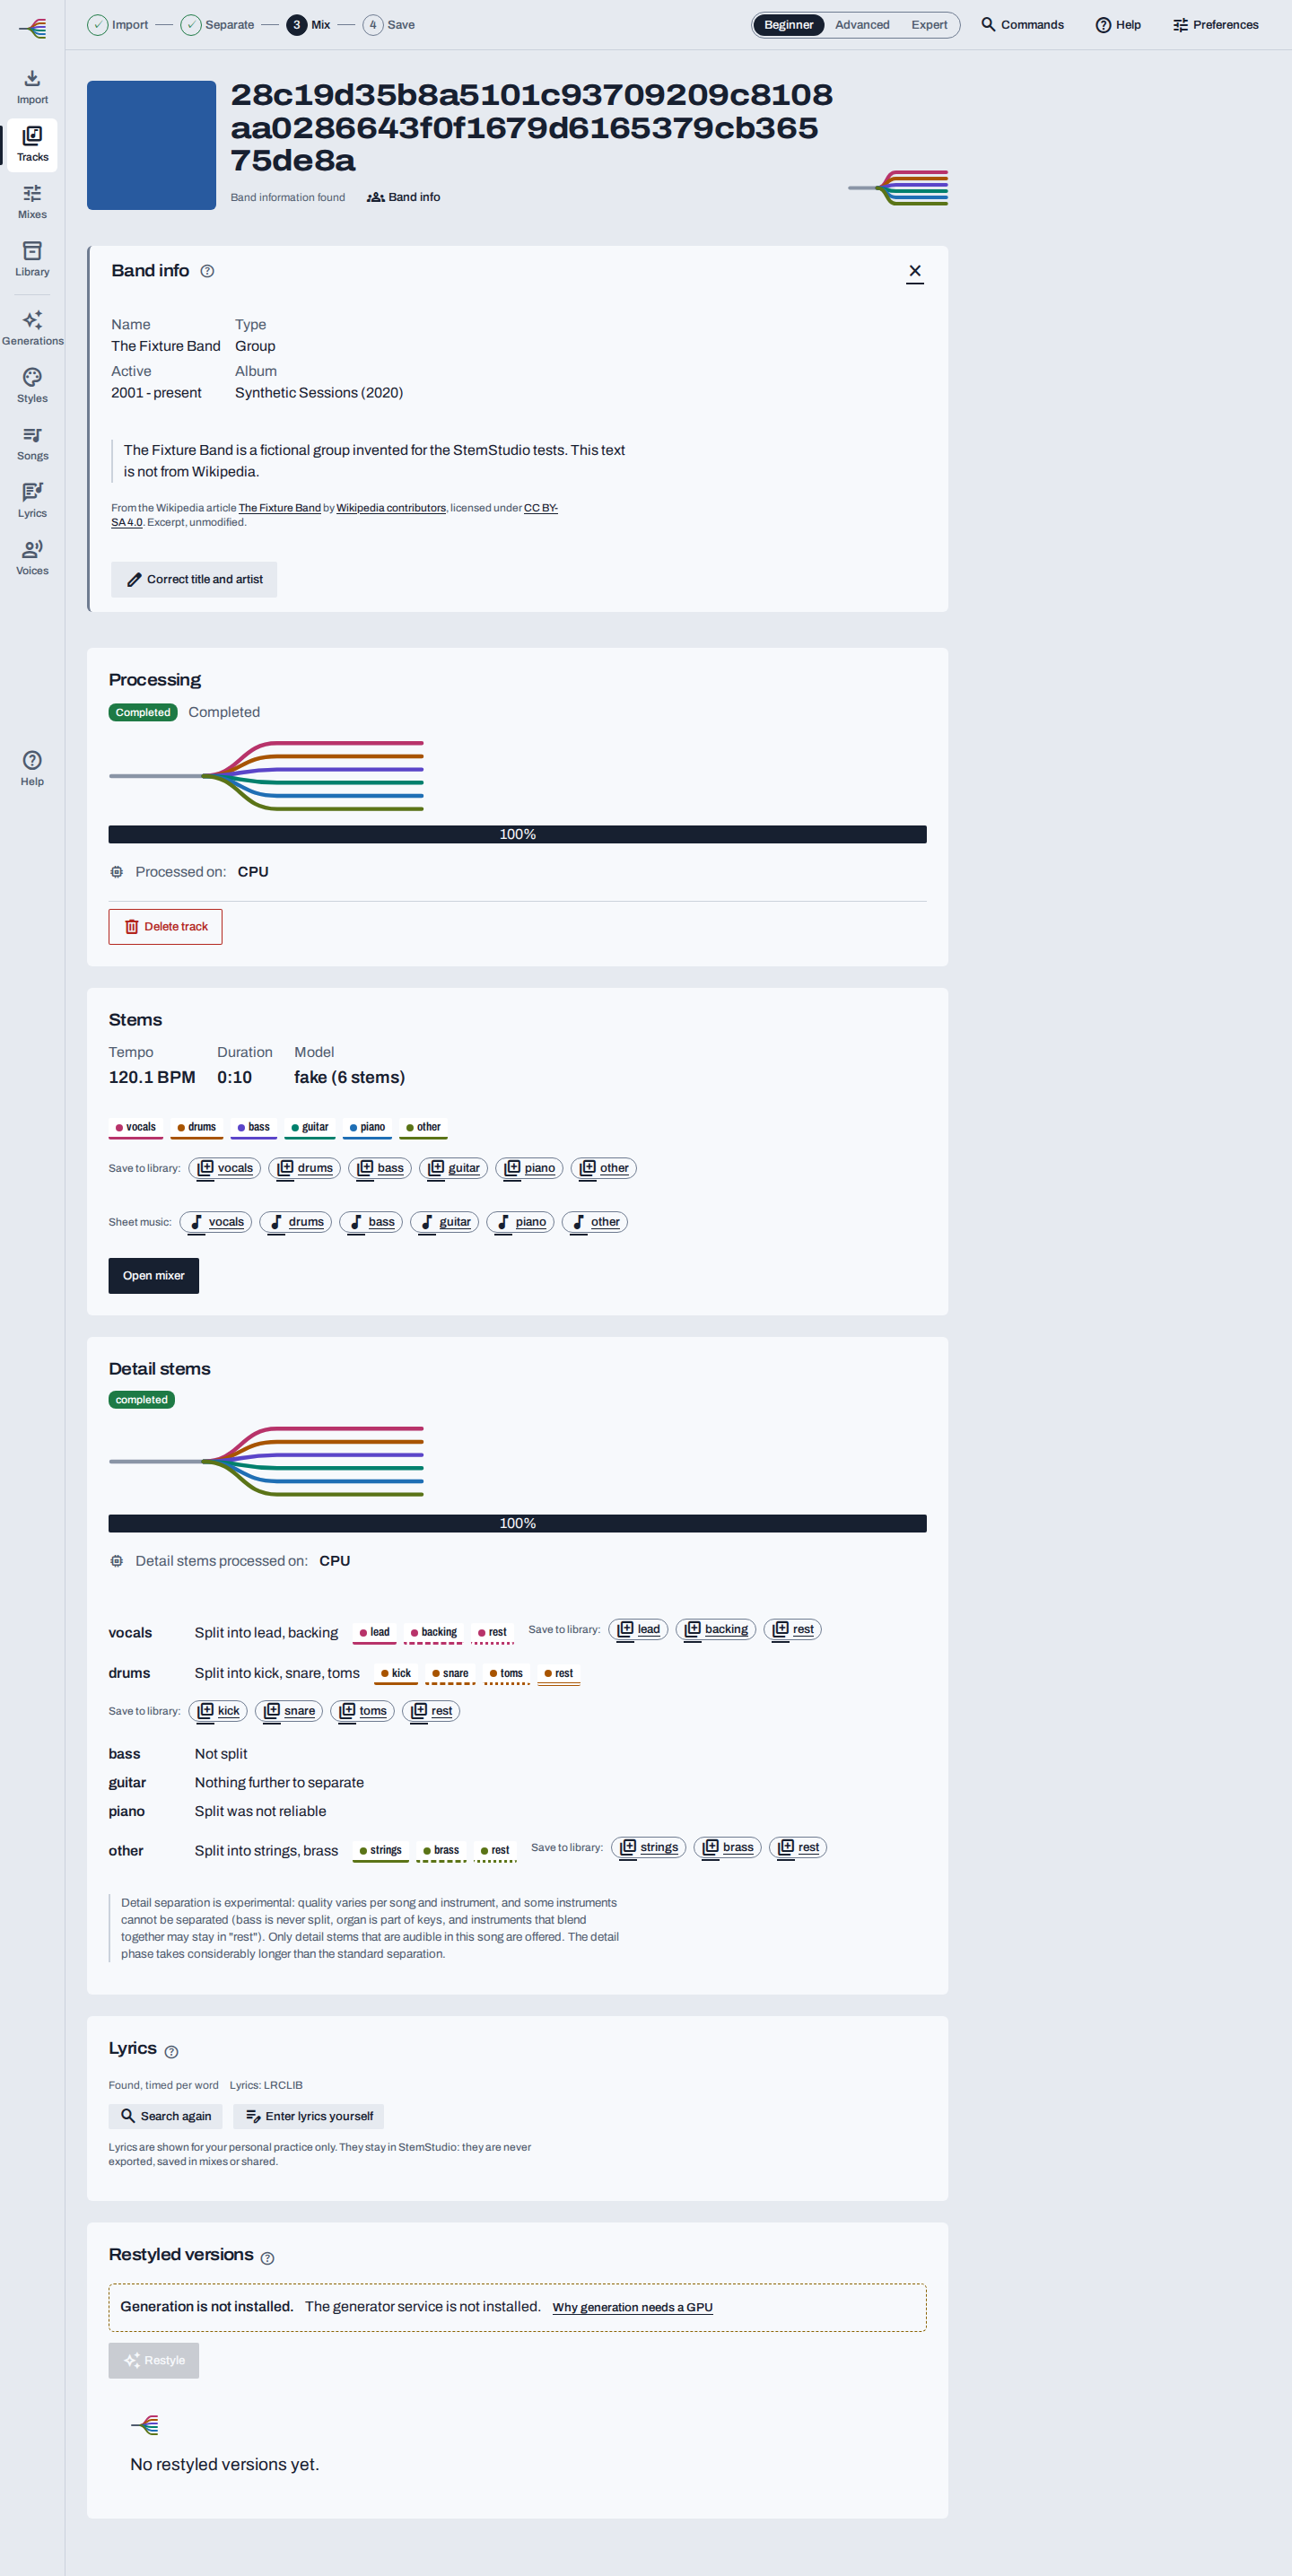 Import
Separate
3 Mix
4 Save
Beginner Advanced Expert
Commands
Help
Preferences
Import
Tracks
Mixes
Library
Generations
Styles
Songs
Lyrics
Voices
Help
28c19d35b8a5101c93709209c8108
aa0286643f0f1679d6165379cb365
75de8a
Band information found Band info
Band info
Name Type
The Fixture Band Group
Active Album
2001 - present Synthetic Sessions (2020)
The Fixture Band is a fictional group invented for the StemStudio tests. This text
is not from Wikipedia.
From the Wikipedia article The Fixture Band by Wikipedia contributors, licensed under CC BY-
SA 4.0. Excerpt, unmodified.
Correct title and artist
Processing
Completed Completed
100%
Processed on: CPU
Delete track
Stems
Tempo Duration Model
120.1 BPM 0:10 fake (6 stems)
vocals drums bass guitar piano other
Save to library: vocals drums bass guitar piano other
Sheet music: vocals drums bass guitar piano other
Open mixer
Detail stems
completed
100%
Detail stems processed on: CPU
vocals Split into lead, backing lead backing rest Save to library: lead backing rest
drums Split into kick, snare, toms kick snare toms rest
Save to library: kick snare toms rest
bass Not split
guitar Nothing further to separate
piano Split was not reliable
other Split into strings, brass strings brass rest Save to library: strings brass rest
Detail separation is experimental: quality varies per song and instrument, and some instruments
cannot be separated (bass is never split, organ is part of keys, and instruments that blend
together may stay in "rest"). Only detail stems that are audible in this song are offered. The detail
phase takes considerably longer than the standard separation.
Lyrics
Found, timed per word Lyrics: LRCLIB
Search again Enter lyrics yourself
Lyrics are shown for your personal practice only. They stay in StemStudio: they are never
exported, saved in mixes or shared.
Restyled versions
Generation is not installed. The generator service is not installed. Why generation needs a GPU
Restyle
No restyled versions yet.